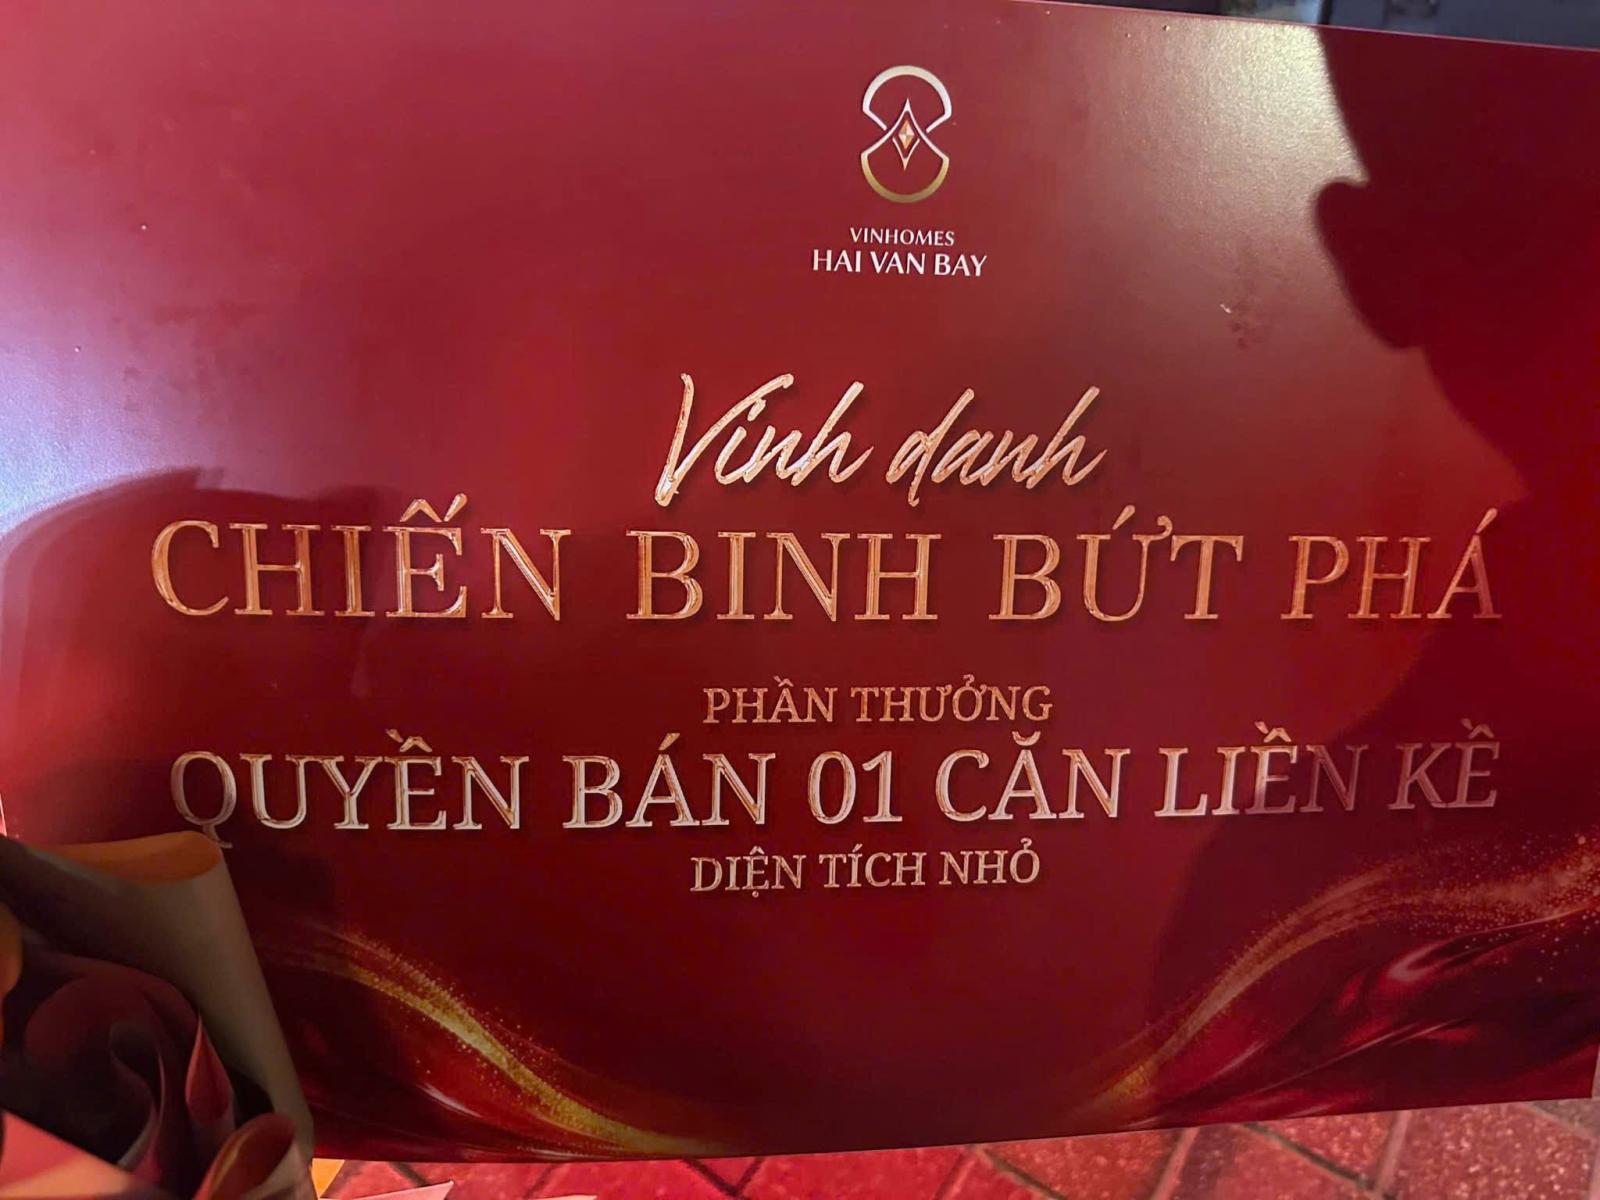 VINHOMES
HAI VAN BAY
Vinh danh
CHIẾN BINH BỨT PHÁ
PHẦN THƯỞNG
QUYỀN BÁN 01 CĂN LIỀN KỀ
DIỆN TÍCH NHỎ